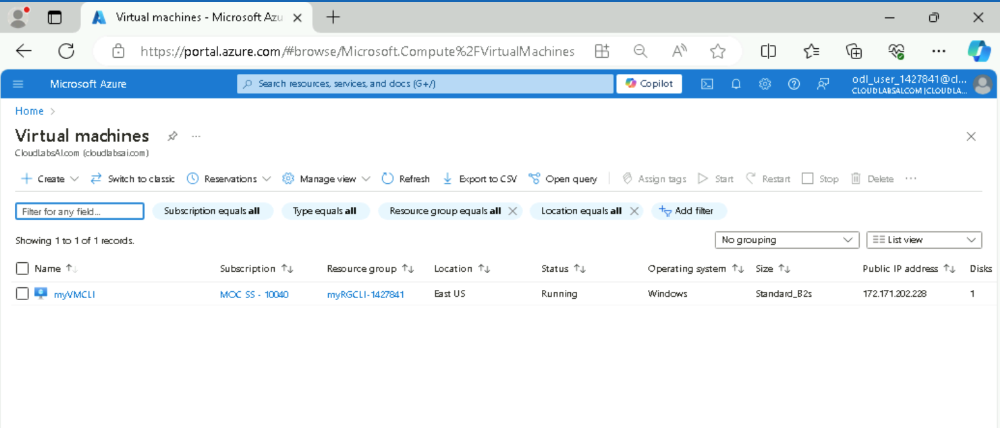 Virtual machines - Microsoft Azu
https://portal.azure.com/#browse/Microsoft.Compute%2FVirtualMachines
Microsoft Azure
Search resources, services, and docs (G+/)
Copilot
odl_user_1427841@cl...
CLOUDLABSAI.COM (CLOUDLA...
Home >
Virtual machines
CloudLabsAI.com (cloudlabsai.com)
Create Switch to classic Reservations Manage view Refresh Export to CSV Open query Assign tags Start Restart Stop Delete ...
Filter for any field... Subscription equals all Type equals all Resource group equals all Location equals all Add filter
Showing 1 to 1 of 1 records. No grouping List view
Name Subscription Resource group Location Status Operating system Size Public IP address Disks
myVMCLI MOC SS - 10040 myRGCLI-1427841 East US Running Windows Standard_B2s 172.171.202.228 1